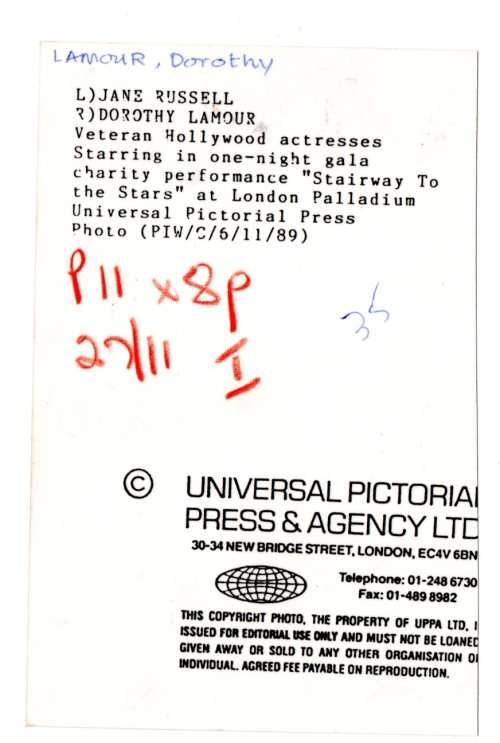 LAMOUR, Dorothy
L)JANE RUSSELL
R)DOROTHY LAMOUR
Veteran Hollywood actresses
Starring in one-night gala
charity performance "Stairway To
the Stars" at London Palladium
Universal Pictorial Press
Photo (PIW/C/6/11/89)
P11 x 8p
27/11 I
©
UNIVERSAL PICTORIAL
PRESS & AGENCY LTD
30-34 NEW BRIDGE STREET, LONDON, EC4V 6BN
Telephone: 01-248 6730
Fax: 01-489 8982
THIS COPYRIGHT PHOTO, THE PROPERTY OF UPPA LTD, I
ISSUED FOR EDITORIAL USE ONLY AND MUST NOT BE LOANED
GIVEN AWAY OR SOLD TO ANY OTHER ORGANISATION O
INDIVIDUAL. AGREED FEE PAYABLE ON REPRODUCTION.